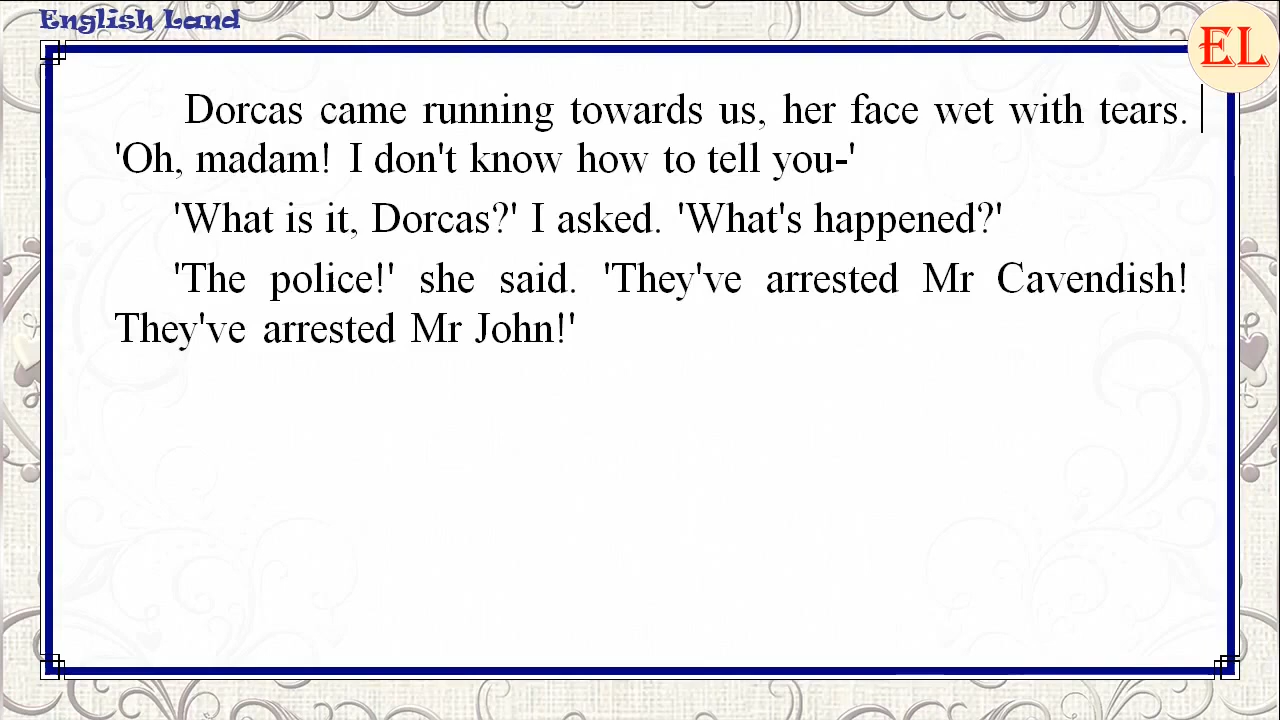 English Land
EL
Dorcas came running towards us, her face wet with tears.
'Oh, madam! I don't know how to tell you-'
'What is it, Dorcas?' I asked. 'What's happened?'
'The police!' she said. 'They've arrested Mr Cavendish!
They've arrested Mr John!'